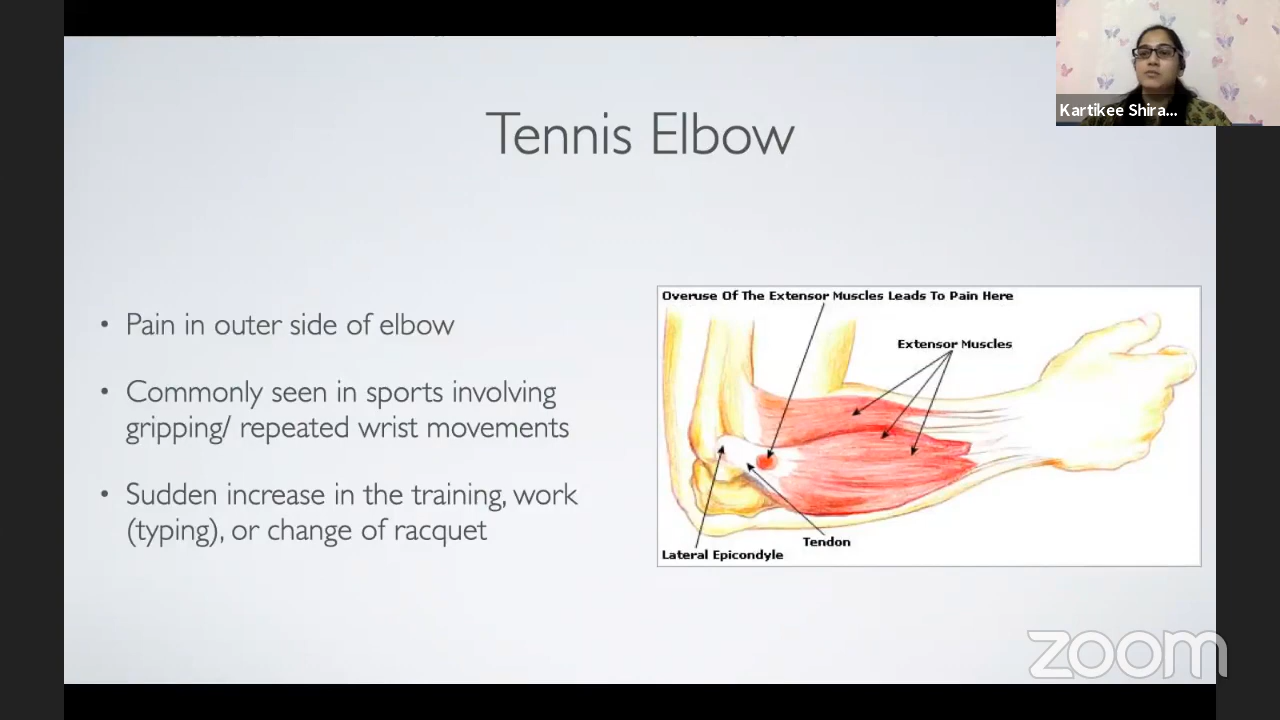 Kartikee Shira...
Tennis Elbow
• Pain in outer side of elbow
• Commonly seen in sports involving
gripping/ repeated wrist movements
• Sudden increase in the training, work
(typing), or change of racquet
Overuse Of The Extensor Muscles Leads To Pain Here
Extensor Muscles
Tendon
Lateral Epicondyle
zoom